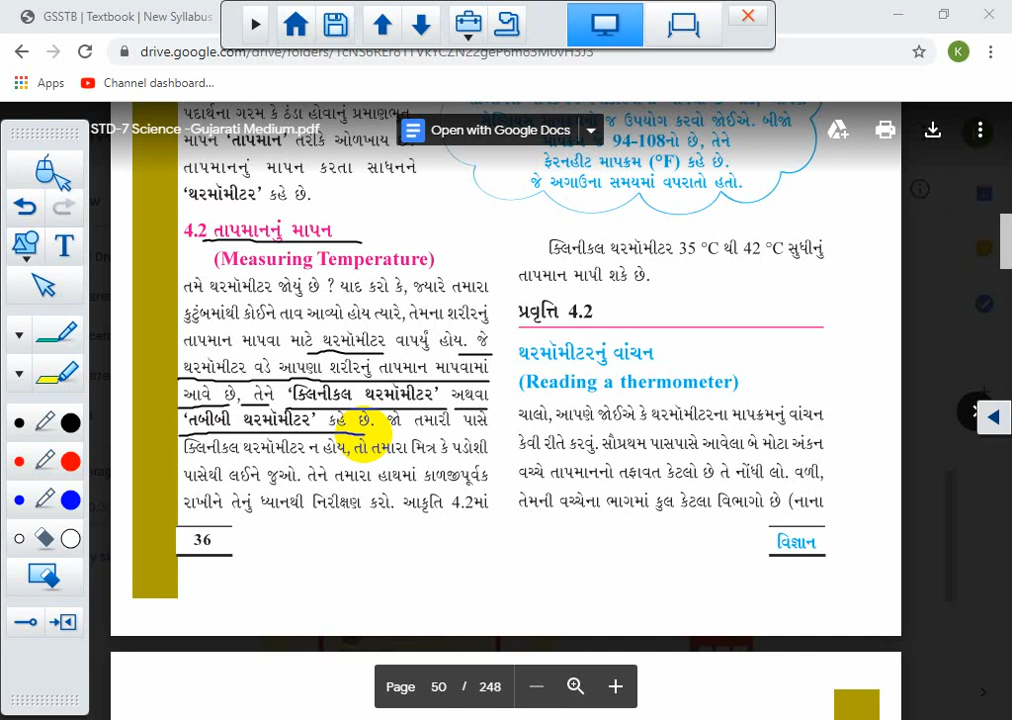 GSSTB | Textbook | New Syllabus
drive.google.com/drive/folders/
Apps
Channel dashboard...
K
STD-7 Science -Gujarati Medium.pdf
Open with Google Docs
પદાર્થના ગરમ કે ઠંડા હોવાનું પ્રમાણભૂત
માપન 'તાપમાન' તરીકે ઓળખાય
તાપમાનનું માપન કરતા સાધનને
'થરમૉમીટર' કહે છે.
4.2 તાપમાનનું માપન
(Measuring Temperature)
તમે થરમૉમીટર જોયું છે ? યાદ કરો કે, જ્યારે તમારા
કુટુંબમાંથી કોઈને તાવ આવ્યો હોય ત્યારે, તેમના શરીરનું
તાપમાન માપવા માટે થરમૉમીટર વાપર્યું હોય. જે
થરમૉમીટર વડે આપણા શરીરનું તાપમાન માપવામાં
આવે છે, તેને 'ક્લિનીકલ થરમૉમીટર' અથવા
'તબીબી થરમૉમીટર' કહે છે. જો તમારી પાસે
ક્લિનીકલ થરમૉમીટર ન હોય, તો તમારા મિત્ર કે પડોશી
પાસેથી લઈને જુઓ. તેને તમારા હાથમાં કાળજીપૂર્વક
રાખીને તેનું ધ્યાનથી નિરીક્ષણ કરો. આકૃતિ 4.2માં
36
જ ઉપયોગ કરવો જોઈએ. બીજો
માપક્રમ જે 94-108નો છે, તેને
ફેરનહીટ માપક્રમ (°F) કહે છે.
જે અગાઉના સમયમાં વપરાતો હતો.
ક્લિનીકલ થરમૉમીટર 35 °C થી 42 °C સુધીનું
તાપમાન માપી શકે છે.
પ્રવૃત્તિ 4.2
થરમૉમીટરનું વાંચન
(Reading a thermometer)
ચાલો, આપણે જોઈએ કે થરમૉમીટરના માપક્રમનું વાંચન
કેવી રીતે કરવું. સૌપ્રથમ પાસપાસે આવેલા બે મોટા અંકન
વચ્ચે તાપમાનનો તફાવત કેટલો છે તે નોંધી લો. વળી,
તેમની વચ્ચેના ભાગમાં કુલ કેટલા વિભાગો છે (નાના
વિજ્ઞાન
T
Page 50 / 248